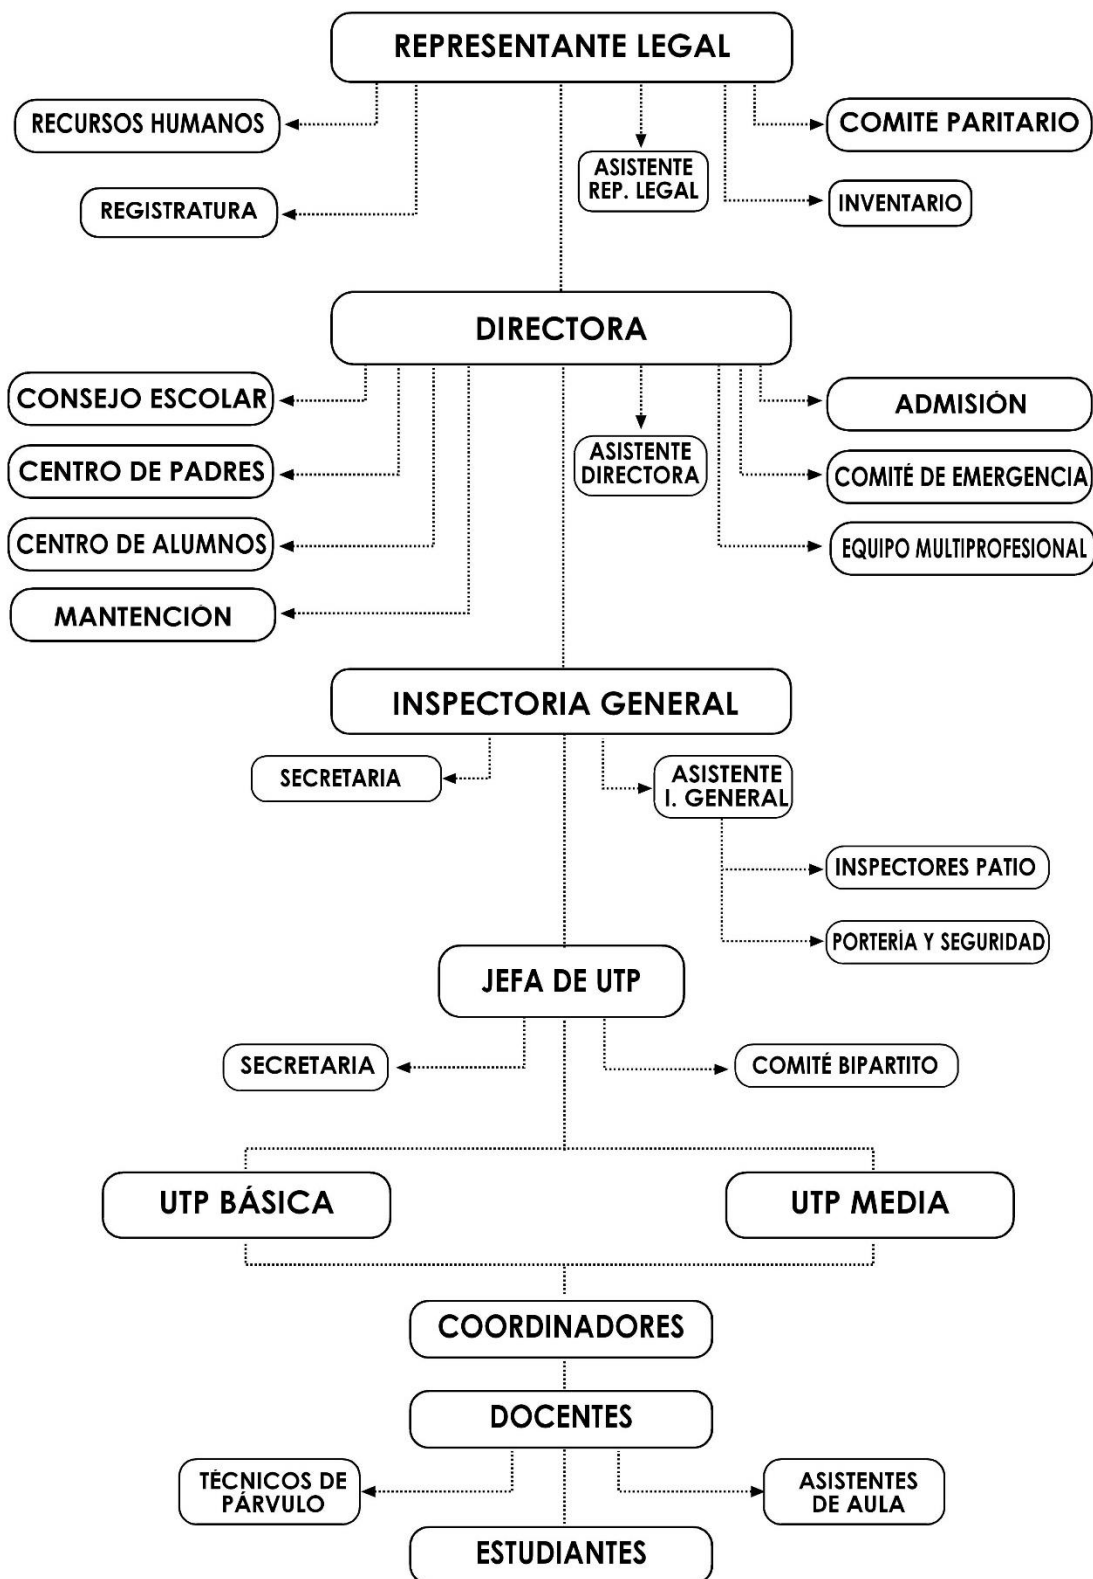 REPRESENTANTE LEGAL
RECURSOS HUMANOS
COMITÉ PARITARIO
ASISTENTE
REP. LEGAL
REGISTRATURA
INVENTARIO
DIRECTORA
CONSEJO ESCOLAR
ADMISIÓN
ASISTENTE
DIRECTORA
CENTRO DE PADRES
COMITÉ DE EMERGENCIA
CENTRO DE ALUMNOS
EQUIPO MULTIPROFESIONAL
MANTENCIÓN
INSPECTORIA GENERAL
SECRETARIA
ASISTENTE
I. GENERAL
INSPECTORES PATIO
PORTERÍA Y SEGURIDAD
JEFA DE UTP
SECRETARIA
COMITÉ BIPARTITO
UTP BÁSICA
UTP MEDIA
COORDINADORES
DOCENTES
TÉCNICOS DE
PÁRVULO
ASISTENTES
DE AULA
ESTUDIANTES